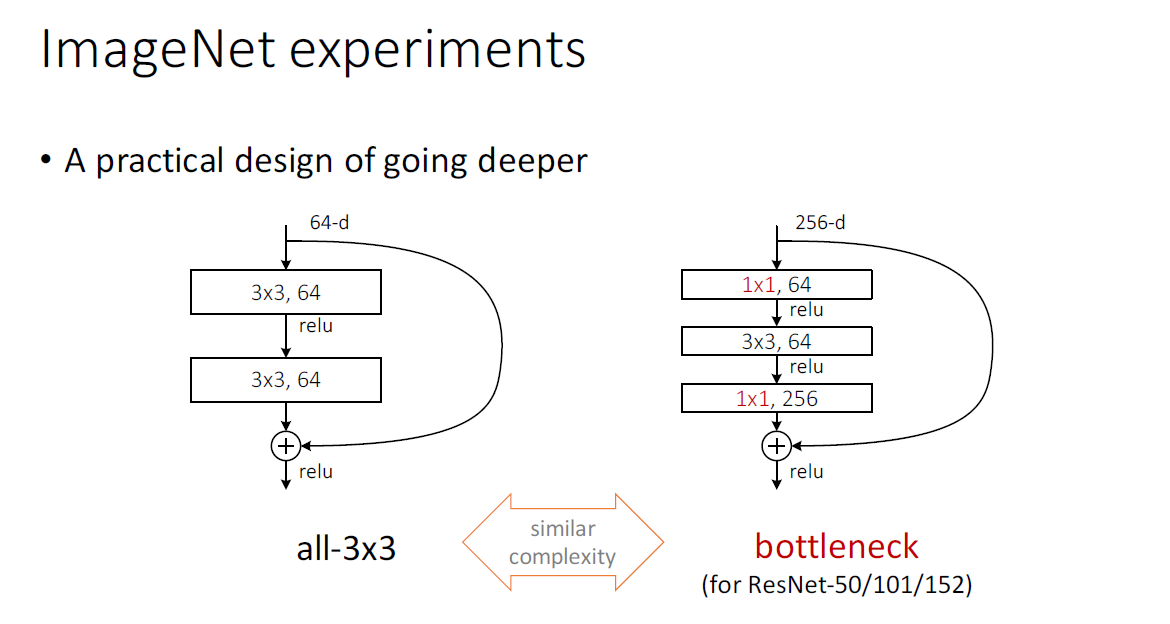 ImageNet experiments
• A practical design of going deeper
64-d
3x3, 64
relu
3x3, 64
relu
all-3x3
similar
complexity
256-d
1x1, 64
relu
3x3, 64
relu
1x1, 256
relu
bottleneck
(for ResNet-50/101/152)